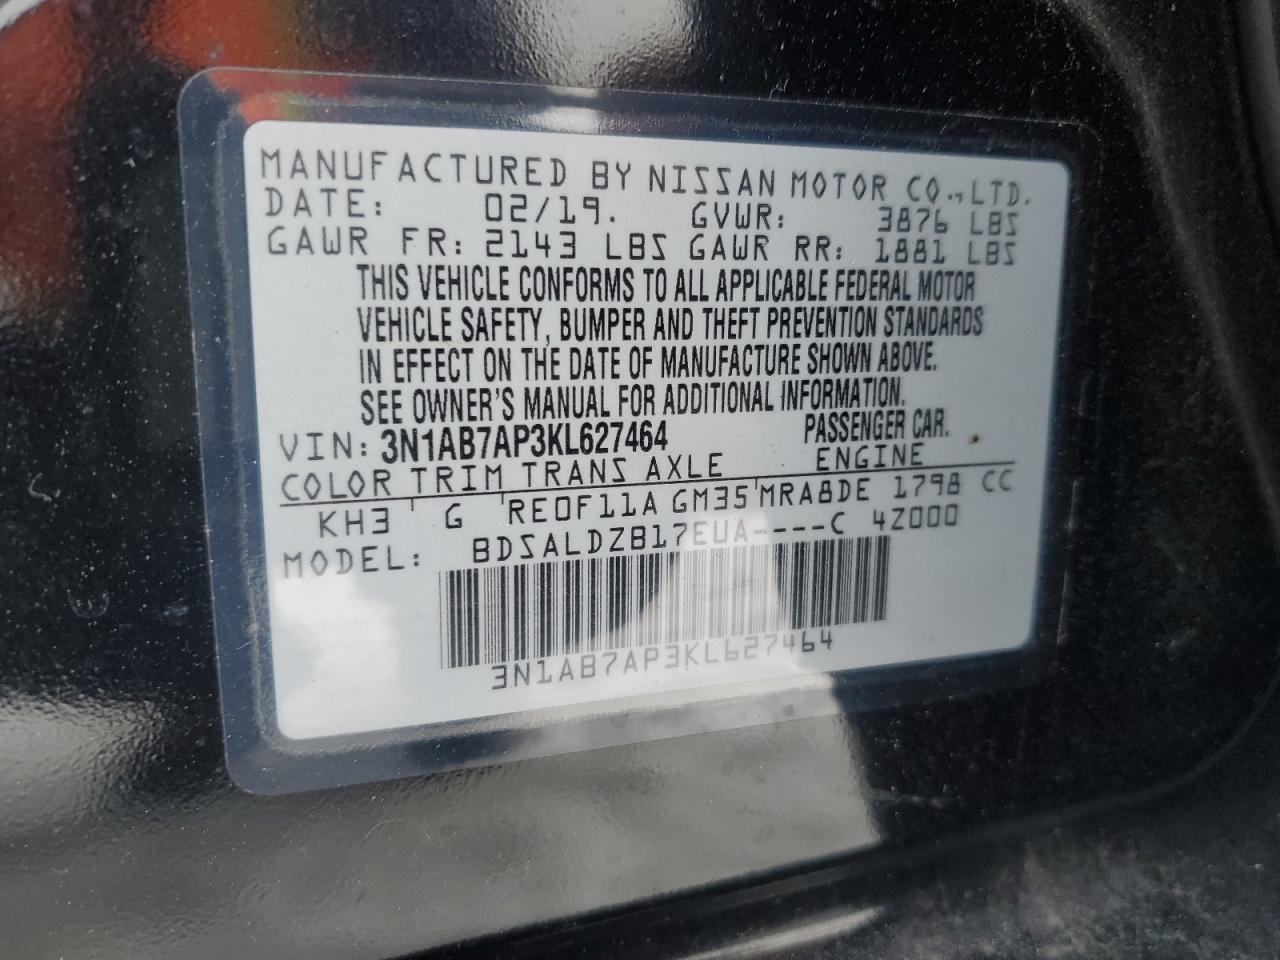 MANUFACTURED BY NISSAN MOTOR CO.,LTD.
DATE: 02/19. GVWR: 3876 LBS
GAWR FR: 2143 LBS GAWR RR: 1881 LBS
THIS VEHICLE CONFORMS TO ALL APPLICABLE FEDERAL MOTOR
VEHICLE SAFETY, BUMPER AND THEFT PREVENTION STANDARDS
IN EFFECT ON THE DATE OF MANUFACTURE SHOWN ABOVE.
SEE OWNER'S MANUAL FOR ADDITIONAL INFORMATION.
VIN: 3N1AB7AP3KL627464 PASSENGER CAR.
COLOR TRIM TRANS AXLE ENGINE
KH3 G RE0F11A GM35 MRA8DE 1798 CC
MODEL: BDSALDZB17EUA----C 4Z000
3N1AB7AP3KL627464